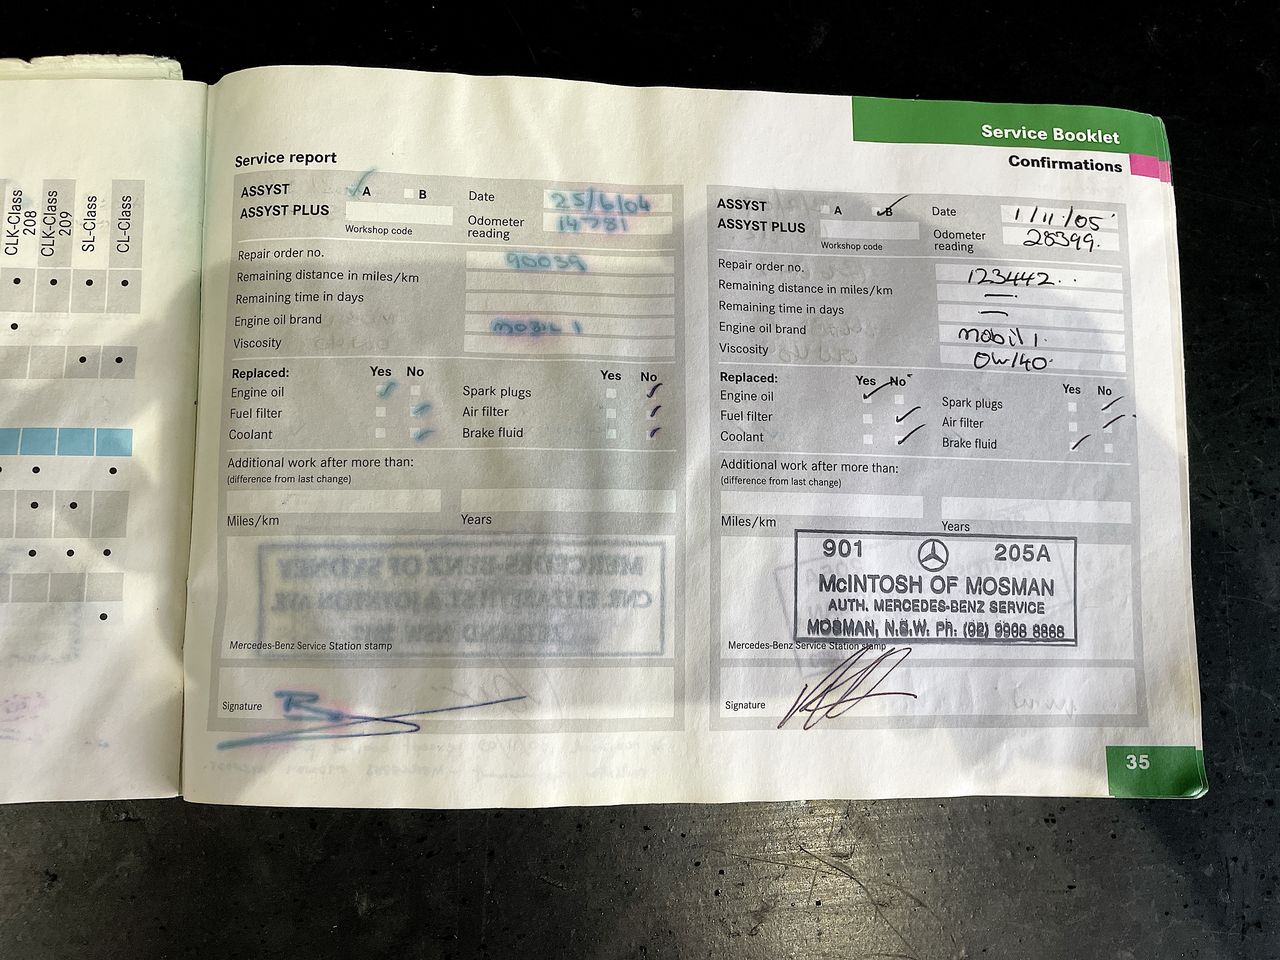 CLK-Class
208
CLK-Class
209
SL-Class
CL-Class
Service Booklet
Confirmations
Service report
ASSYST A B
ASSYST PLUS
Workshop code
Date 25/6/04
Odometer
reading 14781
Repair order no. 90039
Remaining distance in miles/km
Remaining time in days
Engine oil brand MOBIL 1
Viscosity
Replaced: Yes No Yes No
Engine oil Spark plugs
Fuel filter Air filter
Coolant Brake fluid
Additional work after more than:
(difference from last change)
Miles/km Years
MERCEDES-BENZ OF SYDNEY
Mercedes-Benz Service Station stamp
Signature
ASSYST A B
ASSYST PLUS
Workshop code
Date 1/11/05
Odometer
reading 28399.
Repair order no. 123442..
Remaining distance in miles/km —.
Remaining time in days —
Engine oil brand mobil 1.
Viscosity 0W/40.
Replaced: Yes No Yes No
Engine oil Spark plugs
Fuel filter Air filter
Coolant Brake fluid
Additional work after more than:
(difference from last change)
Miles/km Years
901 205A
McINTOSH OF MOSMAN
AUTH. MERCEDES-BENZ SERVICE
MOSMAN, N.S.W. Ph: (02) 9968 8888
Mercedes-Benz Service Station stamp
Signature
35